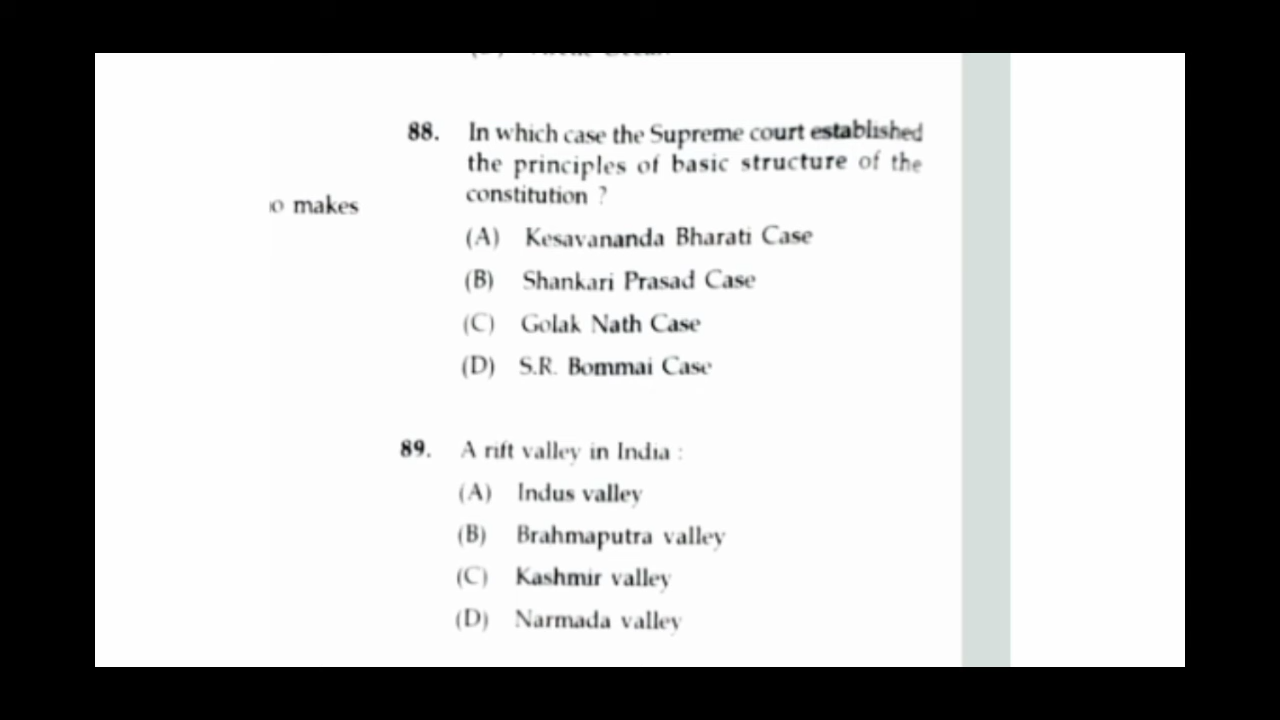 88. In which case the Supreme court established
the principles of basic structure of the
constitution ?
makes
(A) Kesavananda Bharati Case
(B) Shankari Prasad Case
(C) Golak Nath Case
(D) S.R. Bommai Case
89. A rift valley in India :
(A) Indus valley
(B) Brahmaputra valley
(C) Kashmir valley
(D) Narmada valley